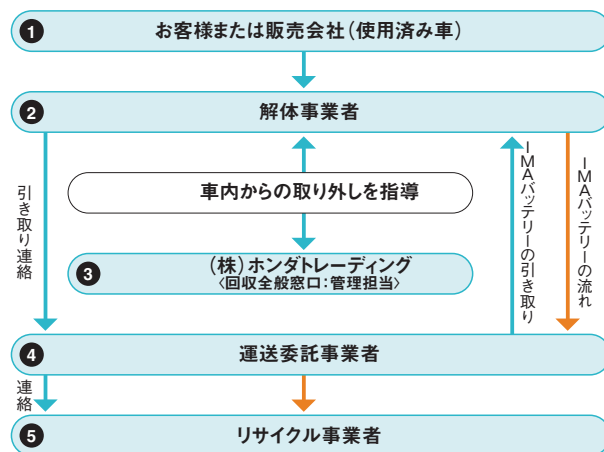 1 お客様または販売会社（使用済み車）
2 解体事業者
引き取り連絡
車内からの取り外しを指導
IMAバッテリーの引き取り
IMAバッテリーの流れ
3 （株）ホンダトレーディング
〈回収全般窓口：管理担当〉
4 運送委託事業者
連絡
5 リサイクル事業者